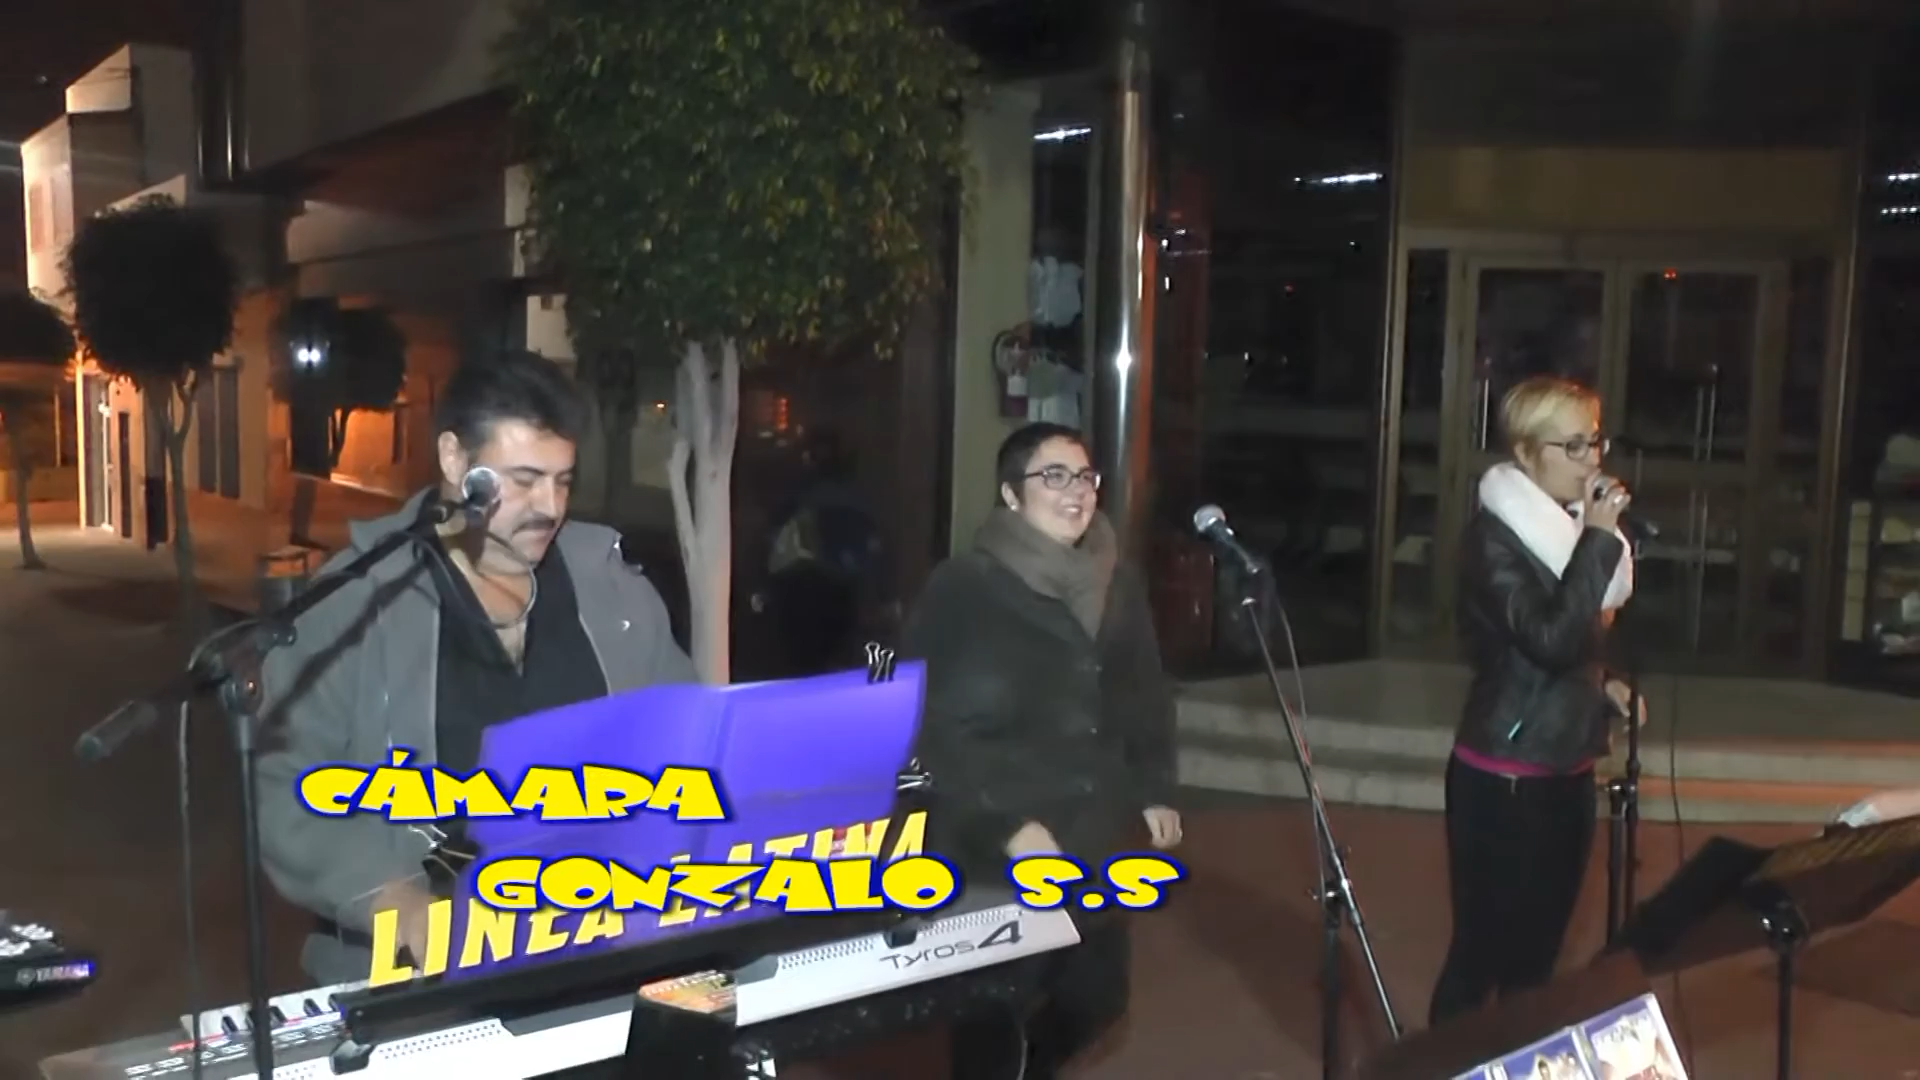 CÁMARA
GONZALO S.S
LINEA LATINA
Tyros4
YAMAHA